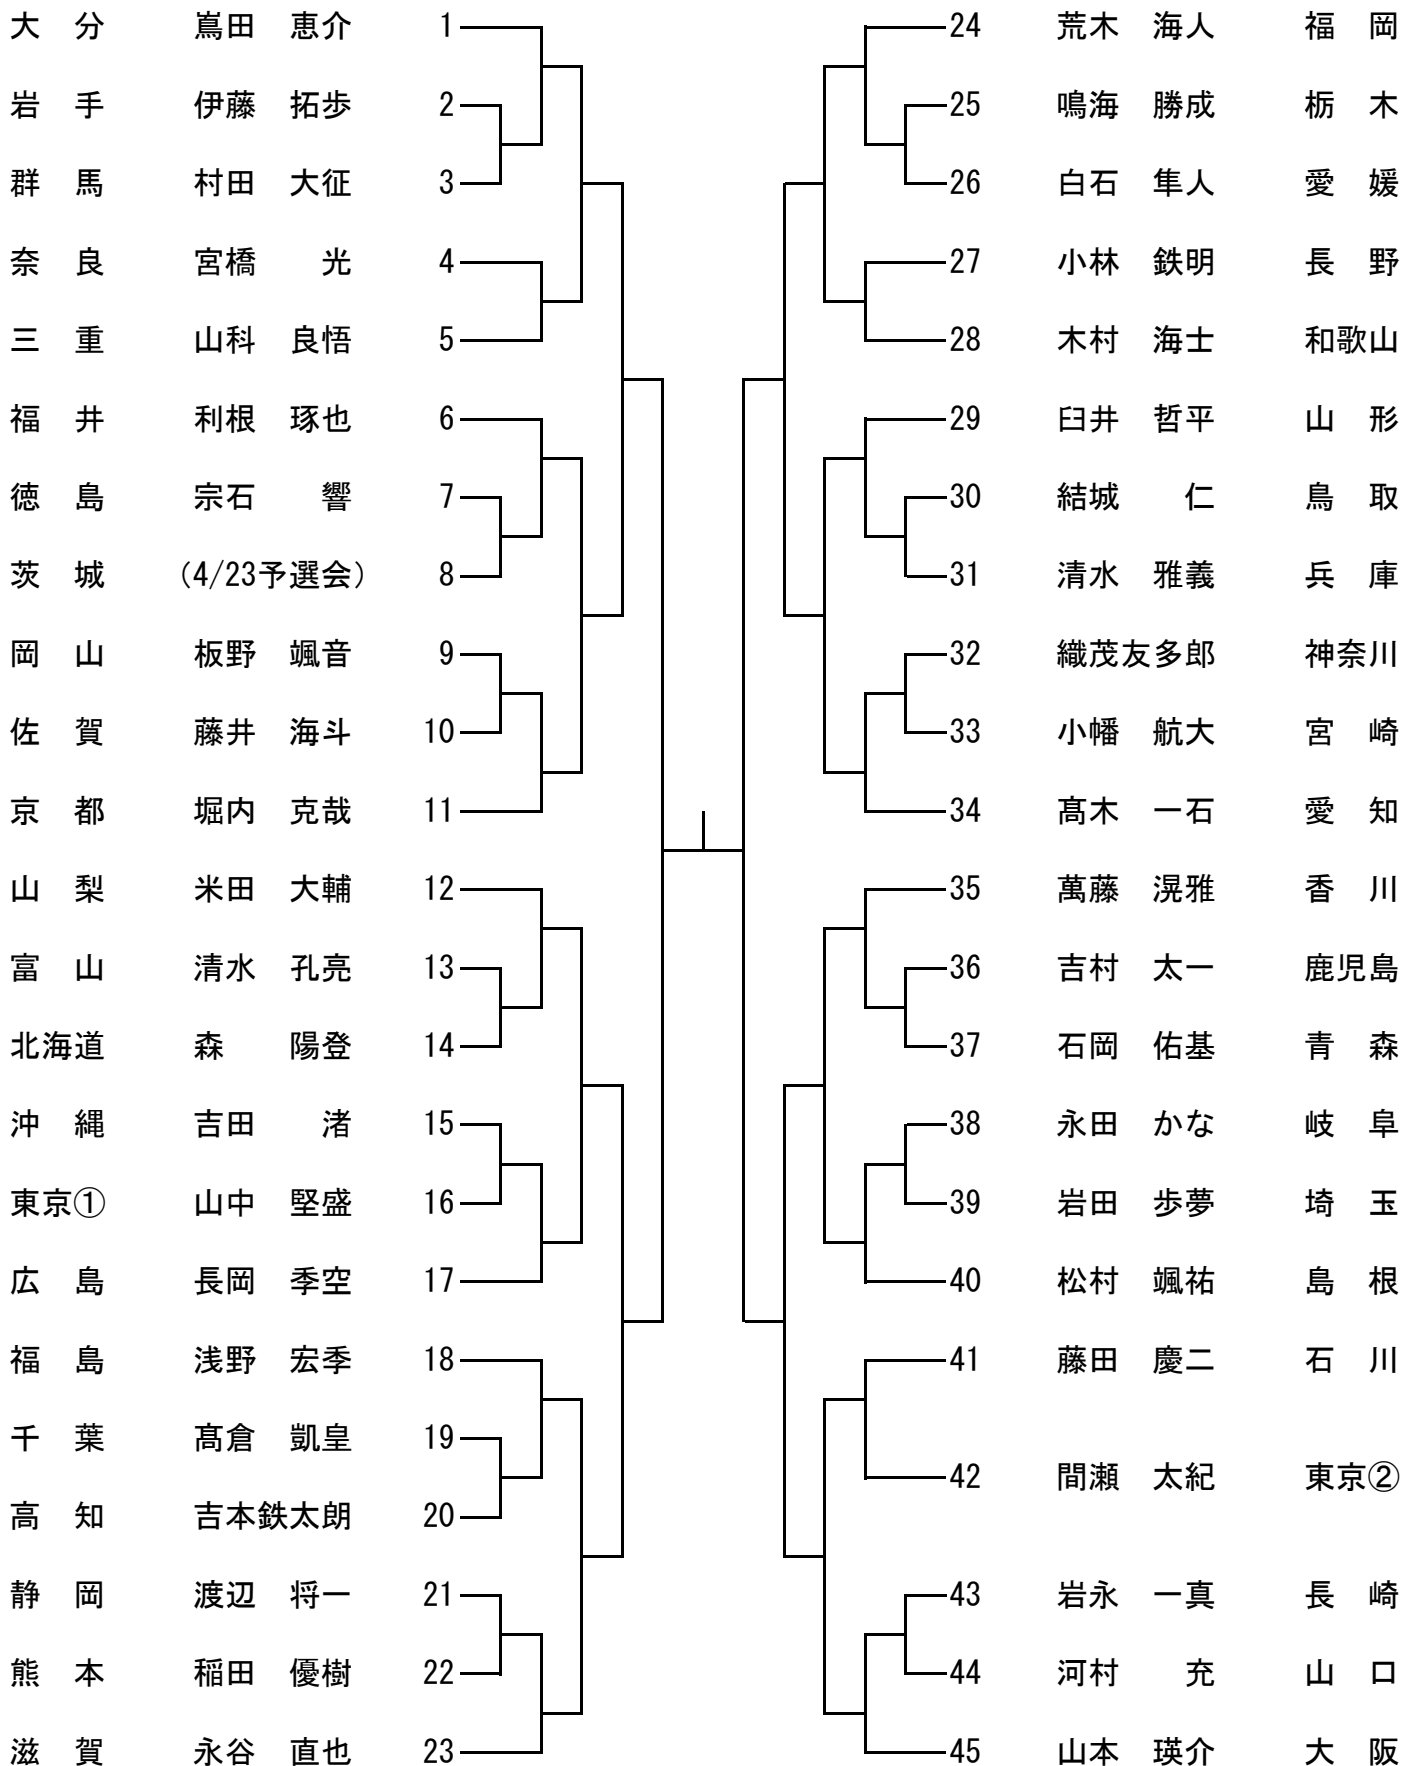 大　分　嶌田　恵介　1　24　荒木　海人　福　岡
岩　手　伊藤　拓歩　2　25　鳴海　勝成　栃　木
群　馬　村田　大征　3　26　白石　隼人　愛　媛
奈　良　宮橋　　光　4　27　小林　鉄明　長　野
三　重　山科　良悟　5　28　木村　海士　和歌山
福　井　利根　琢也　6　29　臼井　哲平　山　形
徳　島　宗石　　響　7　30　結城　　仁　鳥　取
茨　城　（4/23予選会）　8　31　清水　雅義　兵　庫
岡　山　板野　颯音　9　32　織茂友多郎　神奈川
佐　賀　藤井　海斗　10　33　小幡　航大　宮　崎
京　都　堀内　克哉　11　34　髙木　一石　愛　知
山　梨　米田　大輔　12　35　萬藤　滉雅　香　川
富　山　清水　孔亮　13　36　吉村　太一　鹿児島
北海道　森　　陽登　14　37　石岡　佑基　青　森
沖　縄　吉田　　渚　15　38　永田　かな　岐　阜
東京①　山中　堅盛　16　39　岩田　歩夢　埼　玉
広　島　長岡　季空　17　40　松村　颯祐　島　根
福　島　浅野　宏季　18　41　藤田　慶二　石　川
千　葉　髙倉　凱皇　19
42　間瀬　太紀　東京②
高　知　吉本鉄太朗　20
静　岡　渡辺　将一　21　43　岩永　一真　長　崎
熊　本　稲田　優樹　22　44　河村　　充　山　口
滋　賀　永谷　直也　23　45　山本　瑛介　大　阪